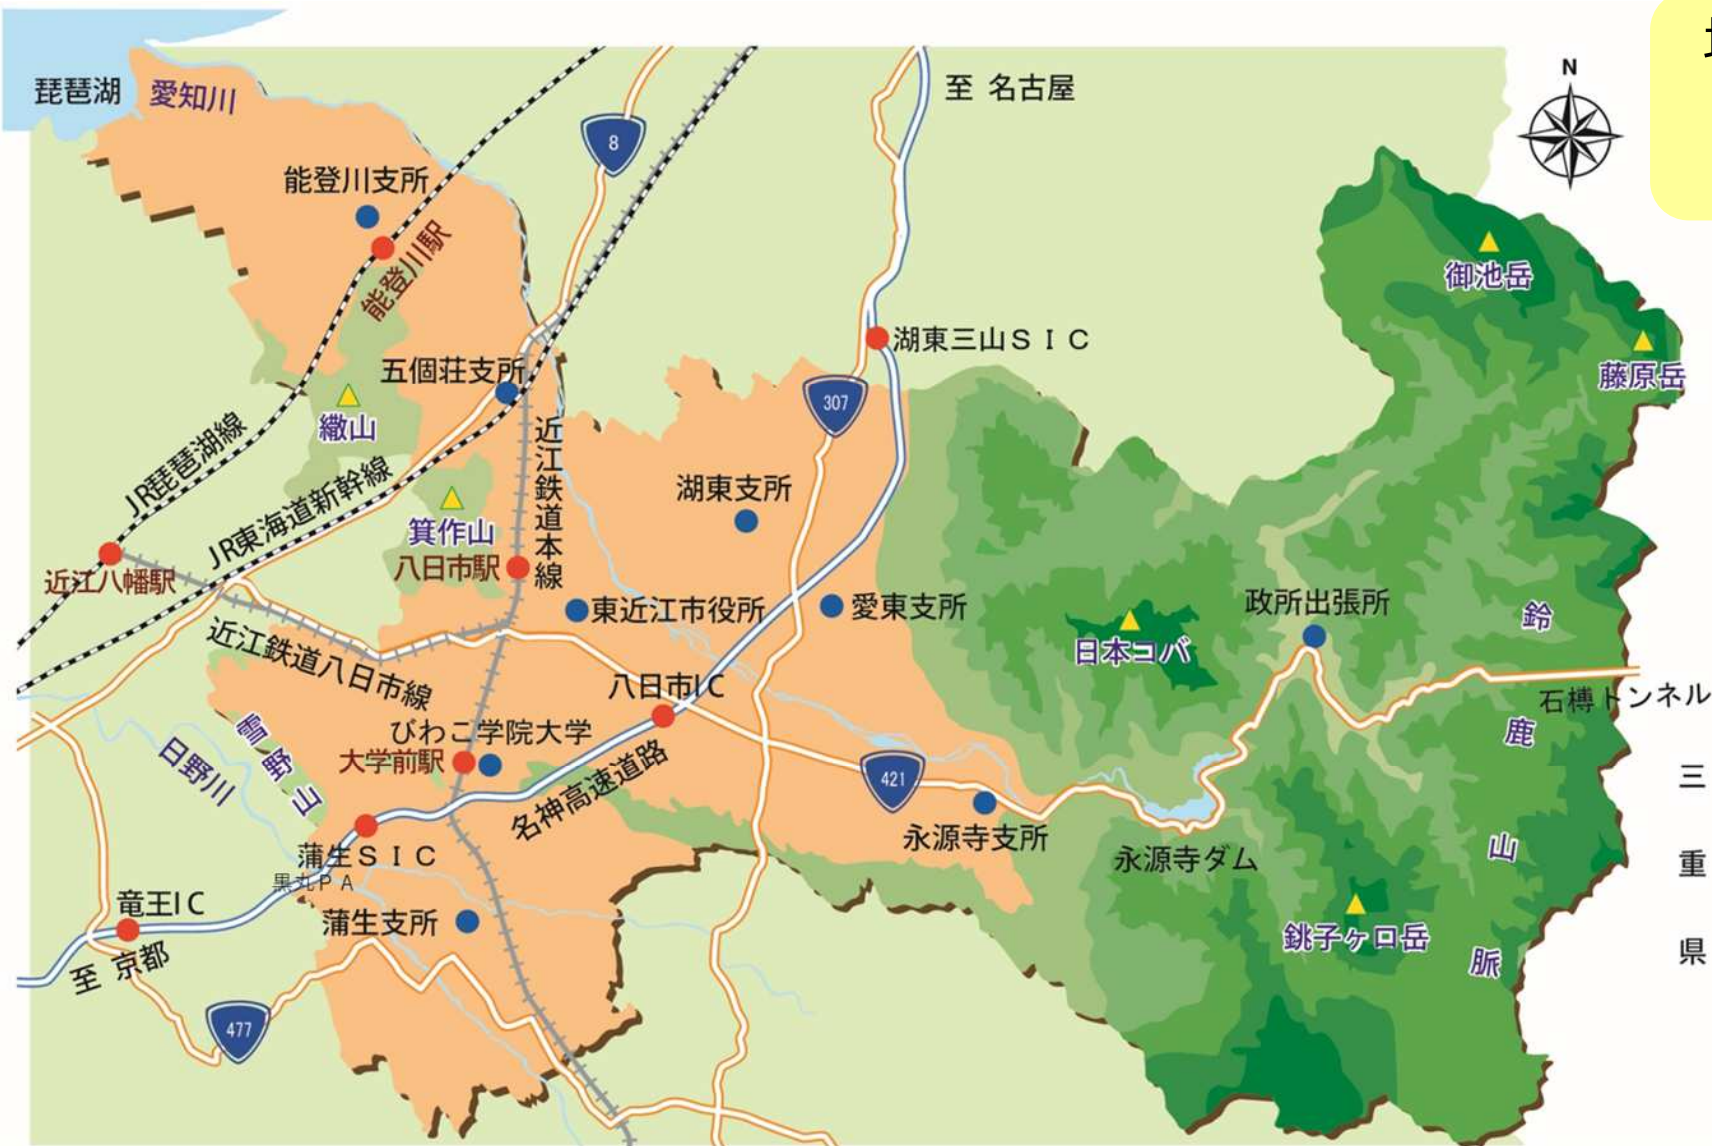 琵琶湖
愛知川
至 名古屋
N
8
能登川支所
能登川駅
御池岳
藤原岳
湖東三山ＳＩＣ
五個荘支所
307
繖山
JR琵琶湖線
JR東海道新幹線
近江鉄道本線
湖東支所
箕作山
八日市駅
近江八幡駅
東近江市役所
愛東支所
政所出張所
日本コバ
近江鉄道八日市線
八日市IC
石榑トンネル
鈴鹿山脈
三重県
びわこ学院大学
大学前駅
雪野山
日野川
名神高速道路
421
永源寺支所
永源寺ダム
蒲生ＳＩＣ
黒丸ＰＡ
竜王IC
蒲生支所
至 京都
銚子ヶ口岳
477